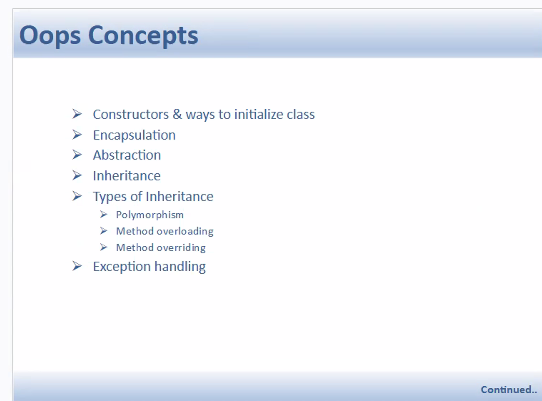 Oops Concepts
Constructors & ways to initialize class
Encapsulation
Abstraction
Inheritance
Types of Inheritance
Polymorphism
Method overloading
Method overriding
Exception handling
Continued..